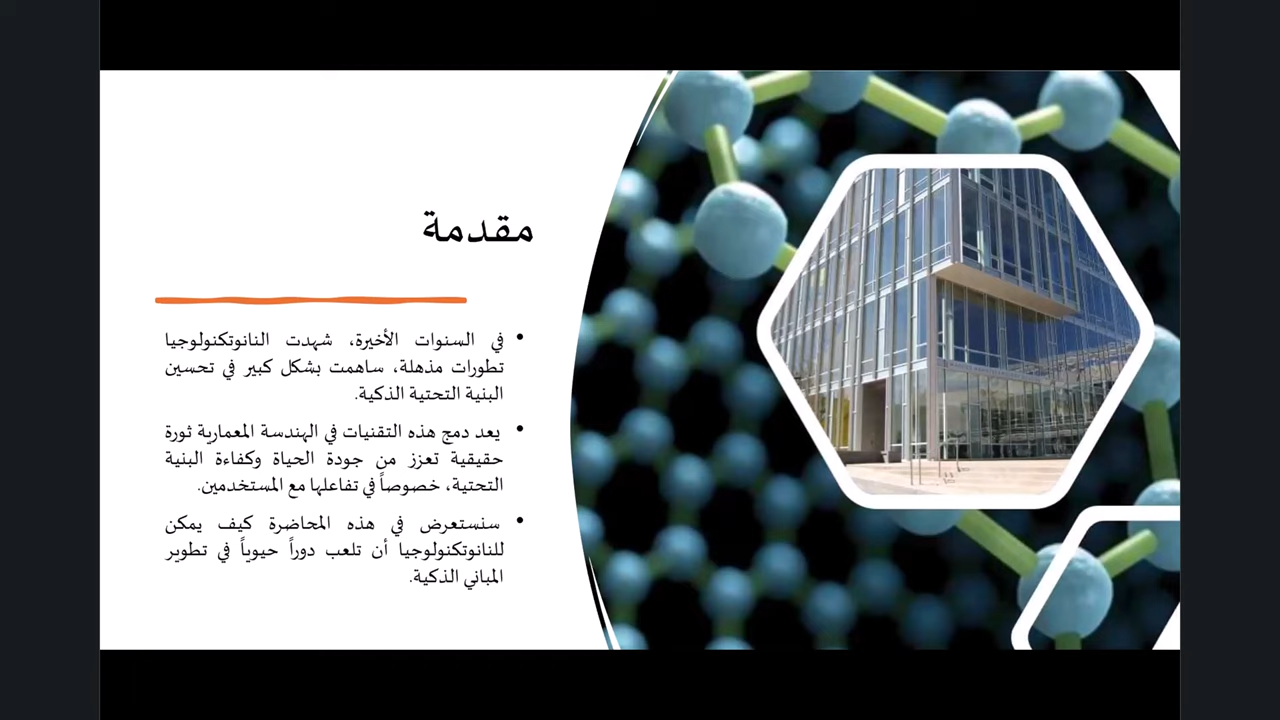 مقدمة
• في السنوات الأخيرة، شهدت النانوتكنولوجيا
تطورات مذهلة، ساهمت بشكل كبير في تحسين
البنية التحتية الذكية.
• يعد دمج هذه التقنيات في الهندسة المعمارية ثورة
حقيقية تعزز من جودة الحياة وكفاءة البنية
التحتية، خصوصاً في تفاعلها مع المستخدمين.
• سنستعرض في هذه المحاضرة كيف يمكن
للنانوتكنولوجيا أن تلعب دوراً حيوياً في تطوير
المباني الذكية.